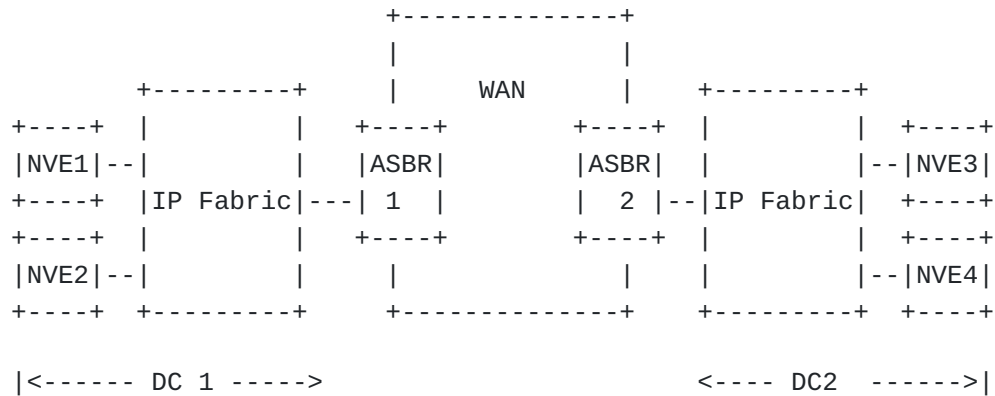 WAN
|NVE1|--| |ASBR| |ASBR| |--|NVE3|
|IP Fabric|---| 1 | | 2 |--|IP Fabric|
|NVE2|--| |--|NVE4|
|<------ DC 1 -----> <---- DC2 ------>|